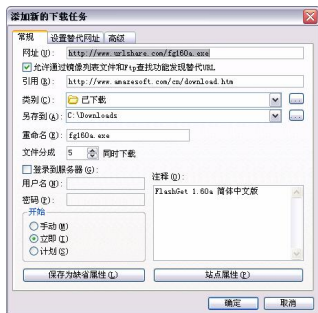 添加新的下载任务
常规 设置替代网址 高级
网址(U): http://www.urlshare.com/fg160a.exe
允许通过镜像列表文件和Ftp查找功能发现替代URL
引用(R): http://www.amazesoft.com/cn/download.htm
类别(C): 已下载 ...
另存到(A): C:\Downloads ...
重命名(E): fg160a.exe
文件分成 5 同时下载
登录到服务器(G):
用户名(N):
密码(P):
注释(O):
FlashGet 1.60a 简体中文版
开始
手动(M)
立即(I)
计划(S)
保存为缺省属性(L) 站点属性(P)
确定 取消